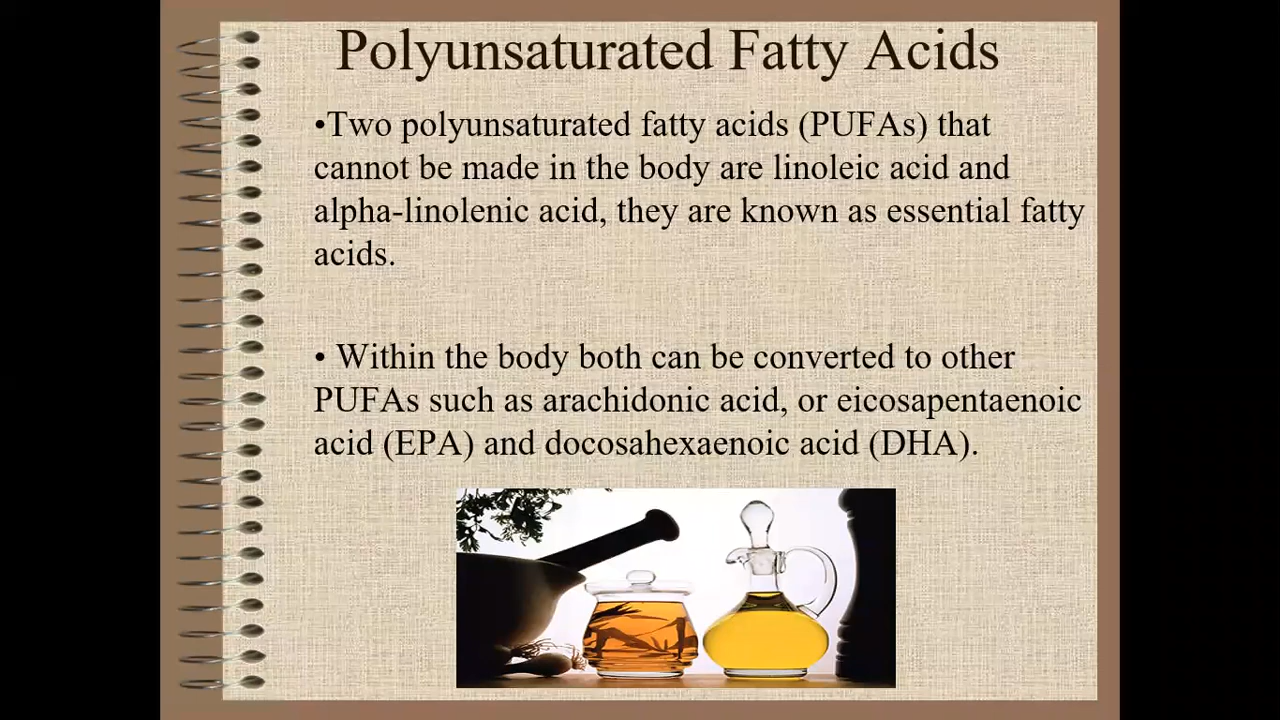 Polyunsaturated Fatty Acids
•Two polyunsaturated fatty acids (PUFAs) that
cannot be made in the body are linoleic acid and
alpha-linolenic acid, they are known as essential fatty
acids.
• Within the body both can be converted to other
PUFAs such as arachidonic acid, or eicosapentaenoic
acid (EPA) and docosahexaenoic acid (DHA).